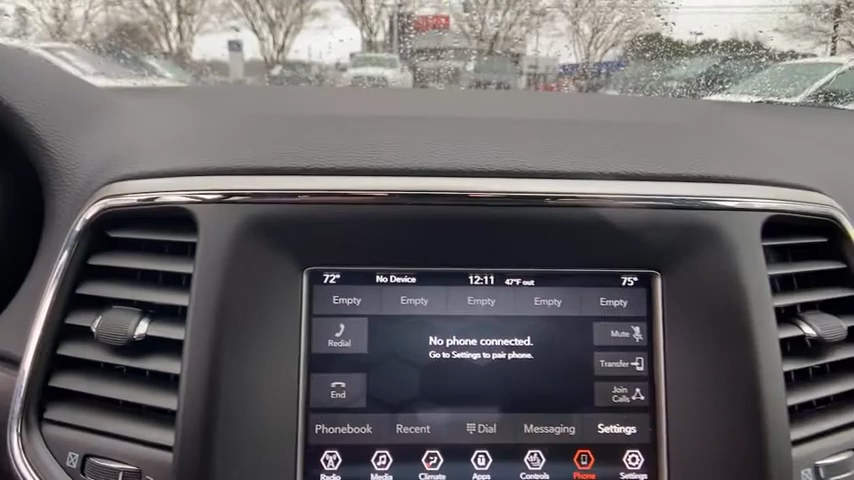 72° No Device 12:11 47°F out 75°
Empty Empty Empty Empty Empty
Redial
No phone connected.
Go to Settings to pair phone.
Mute
Transfer
End
Join
Calls
Phonebook Recent Dial Messaging Settings
Radio Media Climate Apps Controls Phone Settings